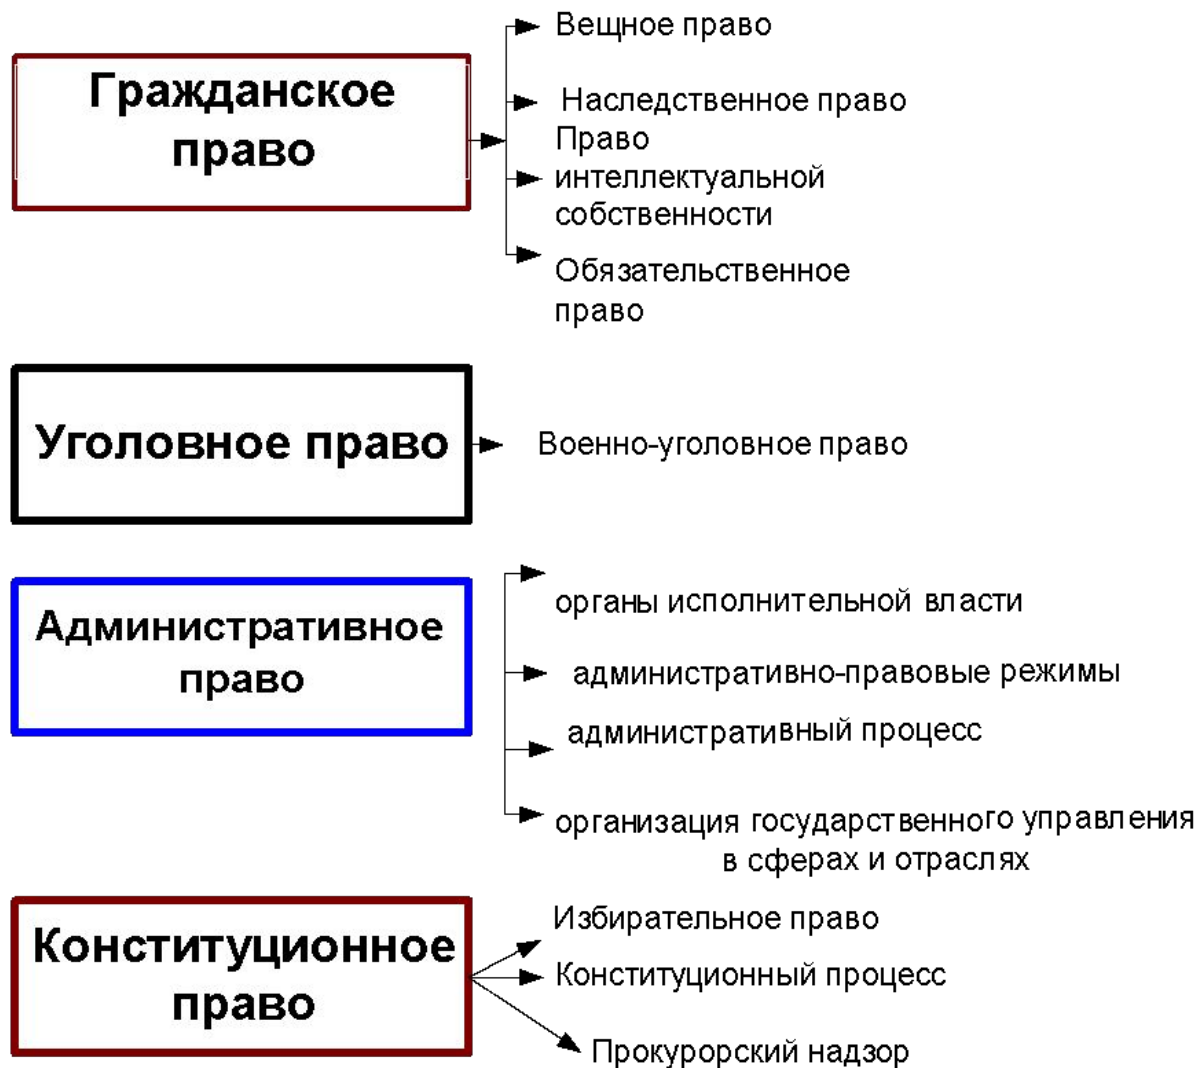 Гражданское
право
Вещное право
Наследственное право
Право
интеллектуальной
собственности
Обязательственное
право
Уголовное право
Военно-уголовное право
Административное
право
органы исполнительной власти
административно-правовые режимы
административный процесс
организация государственного управления
в сферах и отраслях
Конституционное
право
Избирательное право
Конституционный процесс
Прокурорский надзор